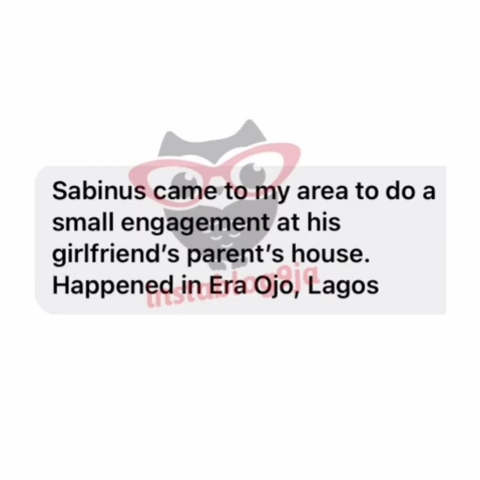 Sabinus came to my area to do a
small engagement at his
girlfriend's parent's house.
Happened in Era Ojo, Lagos
instablog9ja